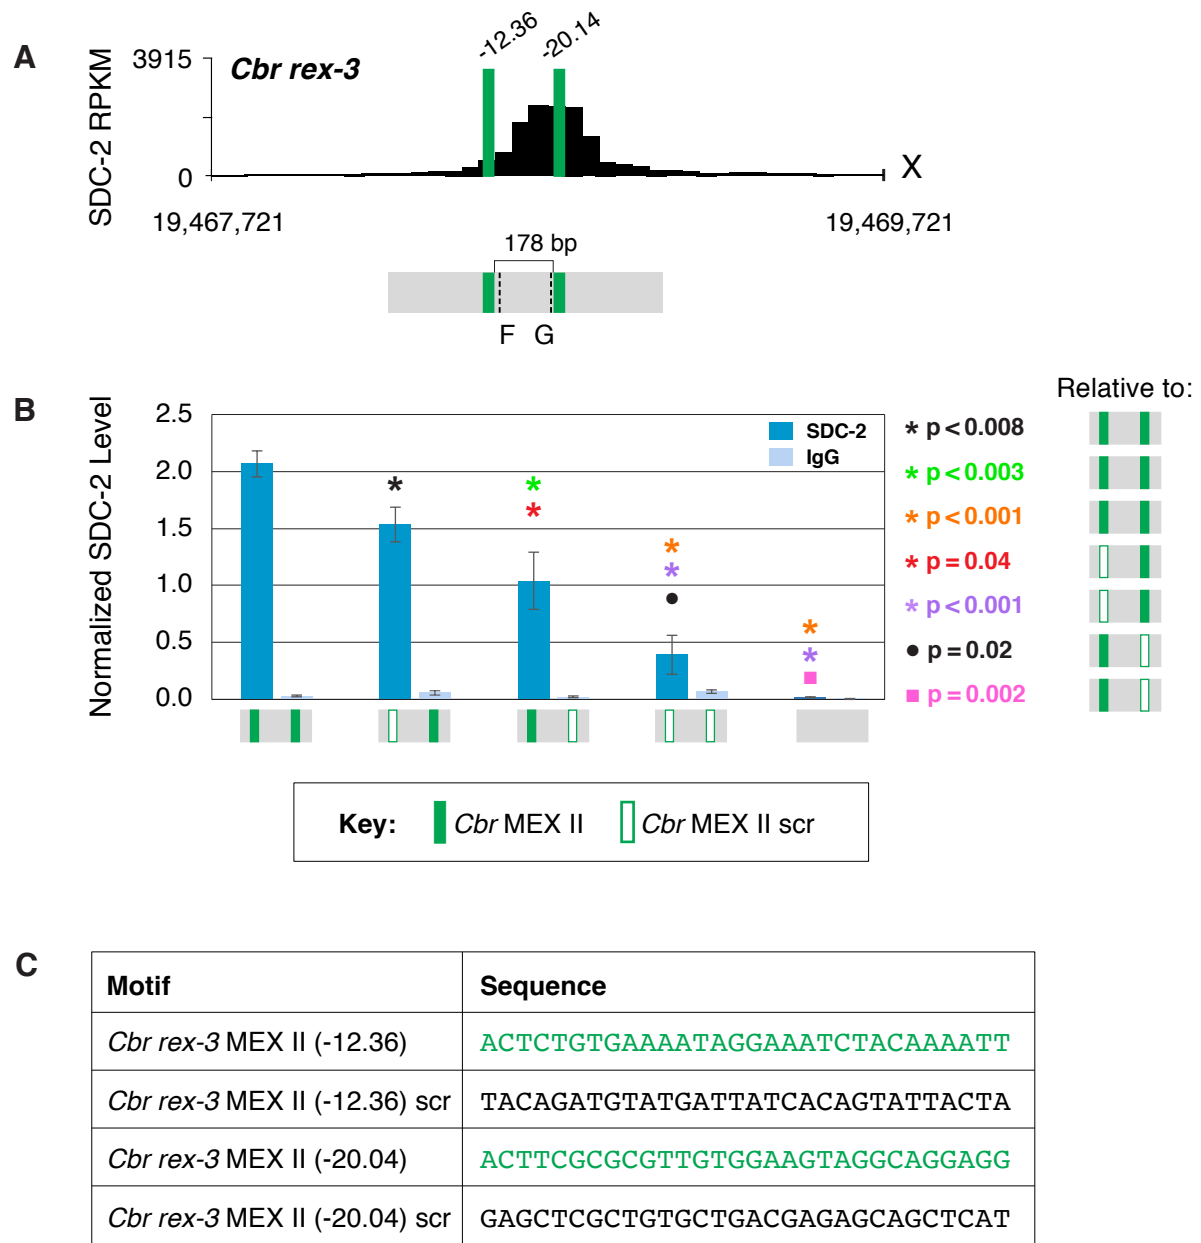 A
-12.36
-20.14
3915
Cbr rex-3
SDC-2 RPKM
0
X
19,467,721
19,469,721
178 bp
F G
B
Relative to:
Normalized SDC-2 Level
2.5
2.0
1.5
1.0
0.5
0.0
SDC-2
IgG
* p < 0.008
* p < 0.003
* p < 0.001
* p = 0.04
* p < 0.001
● p = 0.02
■ p = 0.002
*
*
*
*
*
●
*
*
■
Key: Cbr MEX II Cbr MEX II scr
C
Motif Sequence
Cbr rex-3 MEX II (-12.36) ACTCTGTGAAAATAGGAAATCTACAAAATT
Cbr rex-3 MEX II (-12.36) scr TACAGATGTATGATTATCACAGTATTACTA
Cbr rex-3 MEX II (-20.04) ACTTCGCGCGTTGTGGAAGTAGGCAGGAGG
Cbr rex-3 MEX II (-20.04) scr GAGCTCGCTGTGCTGACGAGAGCAGCTCAT